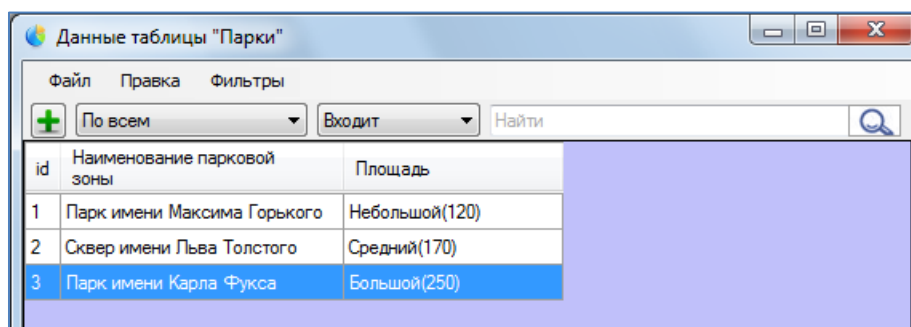 Данные таблицы "Парки"
Файл Правка Фильтры
По всем Входит Найти
id Наименование парковой зоны Площадь
1 Парк имени Максима Горького Небольшой(120)
2 Сквер имени Льва Толстого Средний(170)
3 Парк имени Карла Фукса Большой(250)